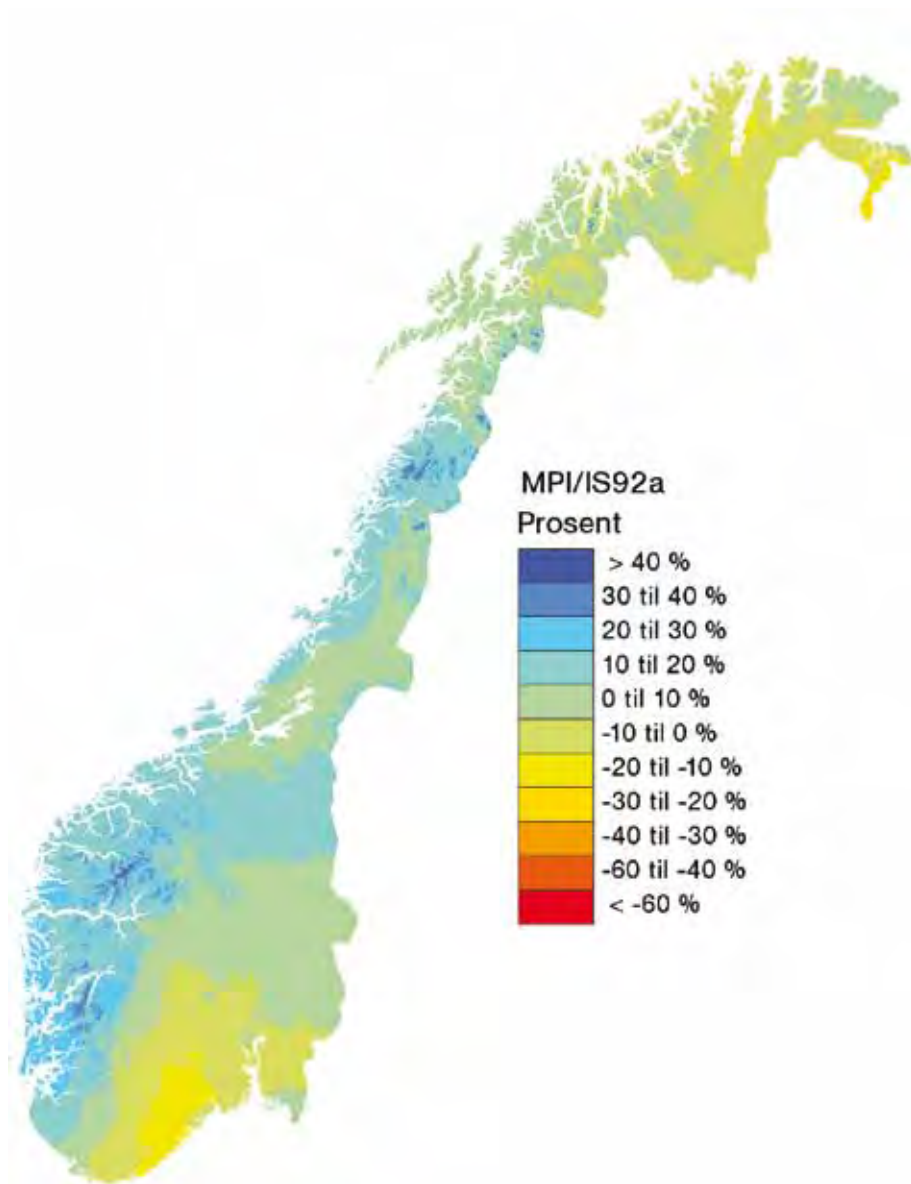 MPI/IS92a
Prosent
> 40 %
30 til 40 %
20 til 30 %
10 til 20 %
0 til 10 %
-10 til 0 %
-20 til -10 %
-30 til -20 %
-40 til -30 %
-60 til -40 %
< -60 %